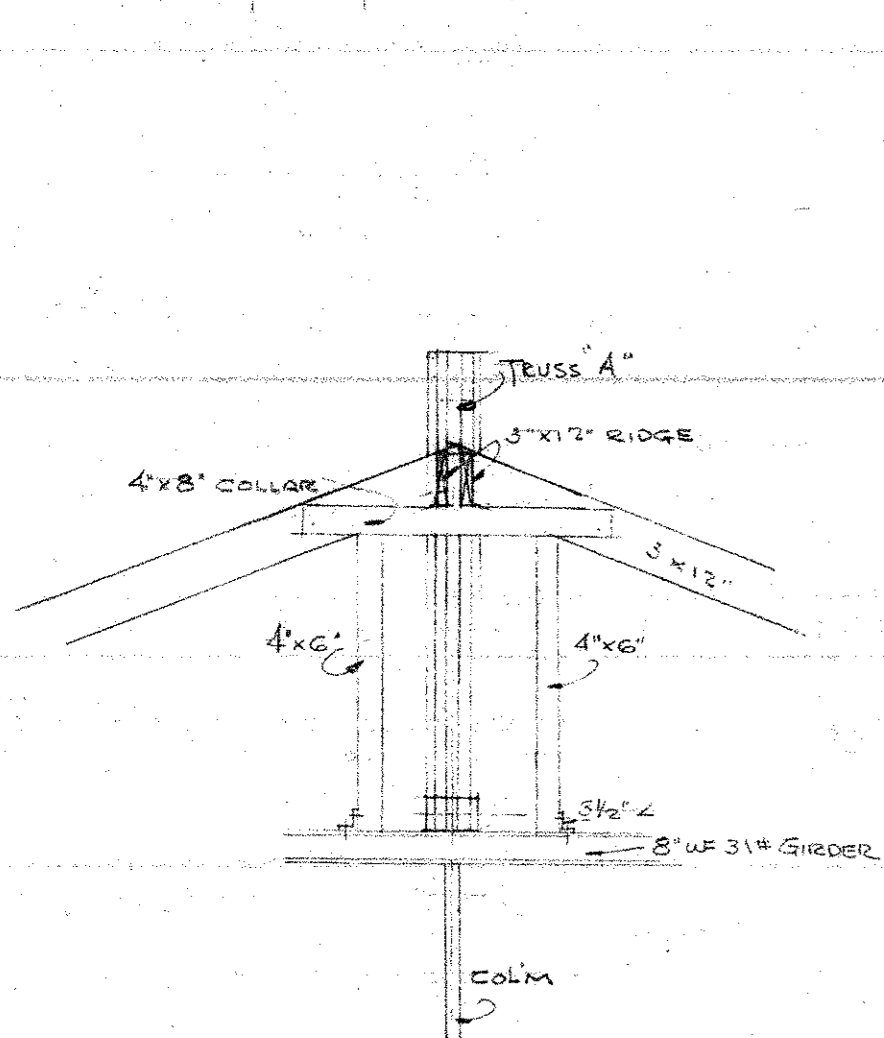 TRUSS "A"
3"x12" RIDGE
4"x8" COLLAR
3 x 12"
4"x6"
4"x6"
3½" ∠
8" WF 31# GIRDER
COL'M